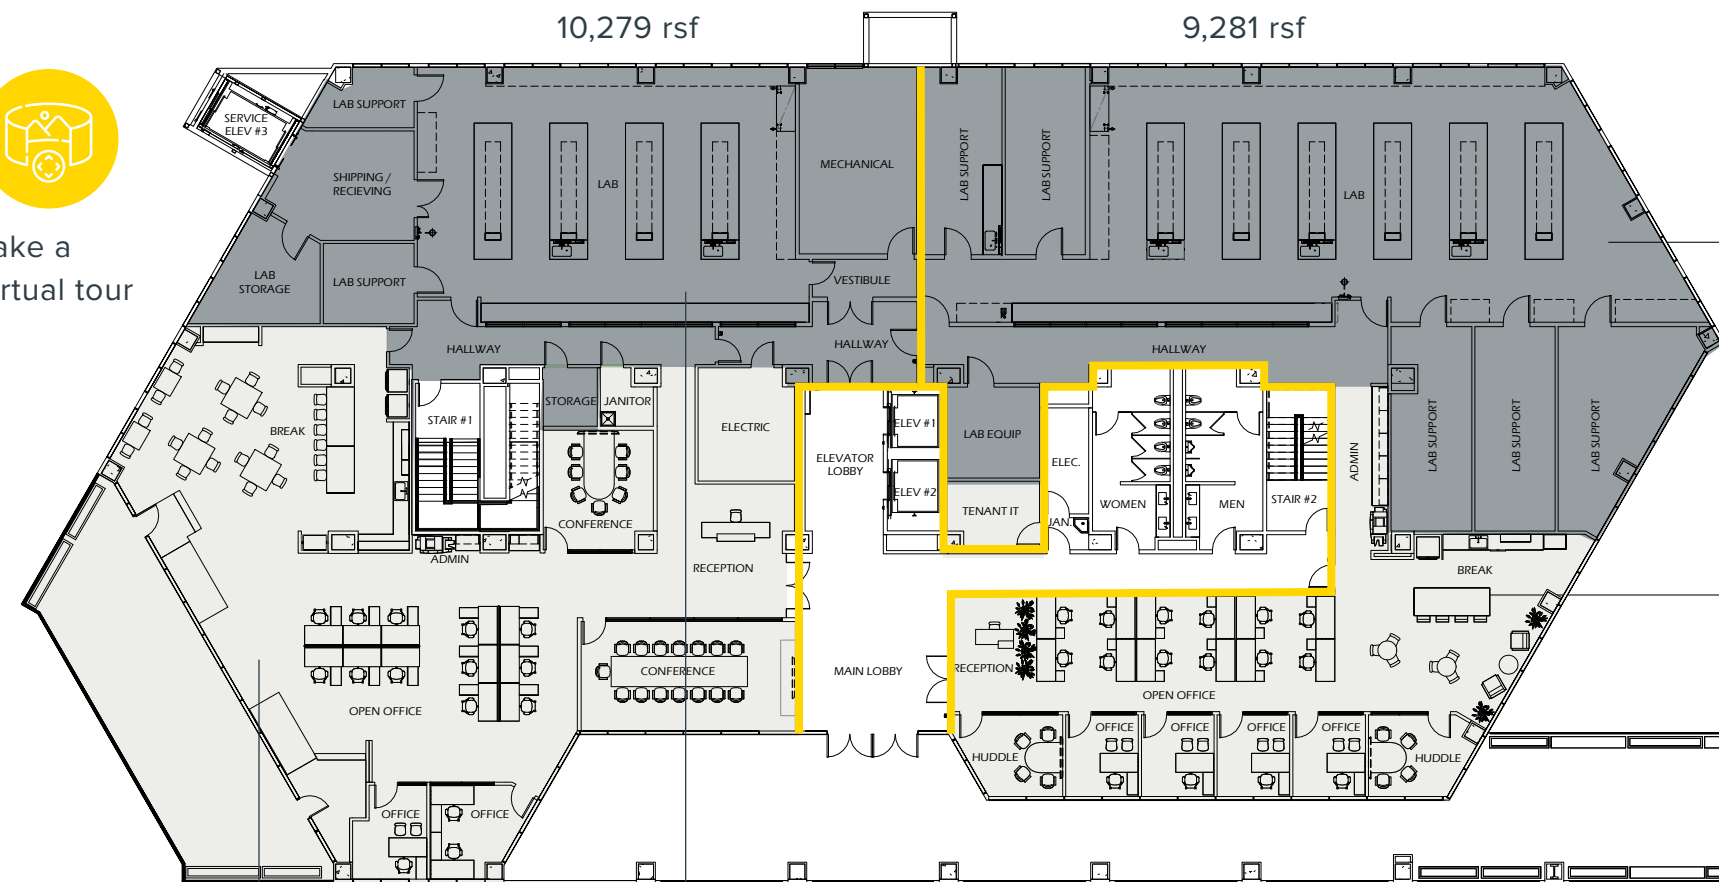 10,279 rsf
9,281 rsf
ake a
irtual tour
SERVICE
ELEV #3
LAB SUPPORT
SHIPPING /
RECIEVING
LAB
STORAGE
LAB SUPPORT
LAB
MECHANICAL
VESTIBULE
HALLWAY
HALLWAY
LAB SUPPORT
LAB SUPPORT
LAB
HALLWAY
BREAK
STAIR #1
STORAGE
JANITOR
ELECTRIC
CONFERENCE
ADMIN
RECEPTION
ELEVATOR
LOBBY
ELEV #1
ELEV #2
LAB EQUIP
TENANT IT
ELEC.
JAN.
WOMEN
MEN
STAIR #2
ADMIN
LAB SUPPORT
LAB SUPPORT
LAB SUPPORT
BREAK
OPEN OFFICE
CONFERENCE
MAIN LOBBY
RECEPTION
OPEN OFFICE
HUDDLE
OFFICE
OFFICE
OFFICE
OFFICE
HUDDLE
OFFICE
OFFICE